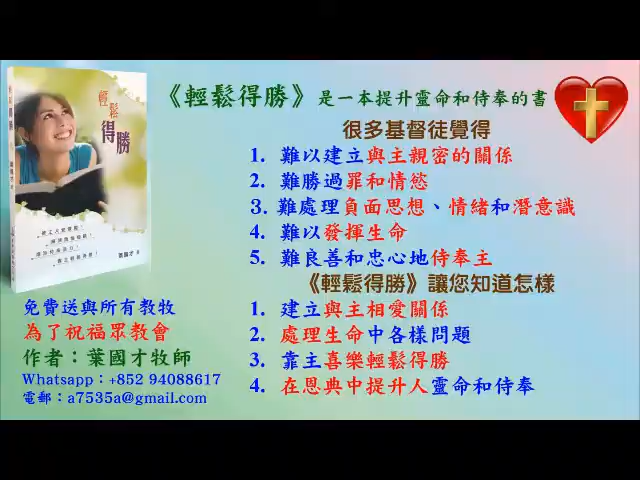 《輕鬆得勝》是一本提升靈命和侍奉的書
很多基督徒覺得
1. 難以建立與主親密的關係
2. 難勝過罪和情慾
3. 難處理負面思想、情緒和潛意識
4. 難以發揮生命
5. 難良善和忠心地侍奉主
《輕鬆得勝》讓您知道怎樣
1. 建立與主相愛關係
2. 處理生命中各樣問題
3. 靠主喜樂輕鬆得勝
4. 在恩典中提升人靈命和侍奉
輕鬆
得勝
輕鬆得勝
葉國才 著
免費送與所有教牧
為了祝福眾教會
作者：葉國才牧師
Whatsapp：+852 94088617
電郵：a7535a@gmail.com